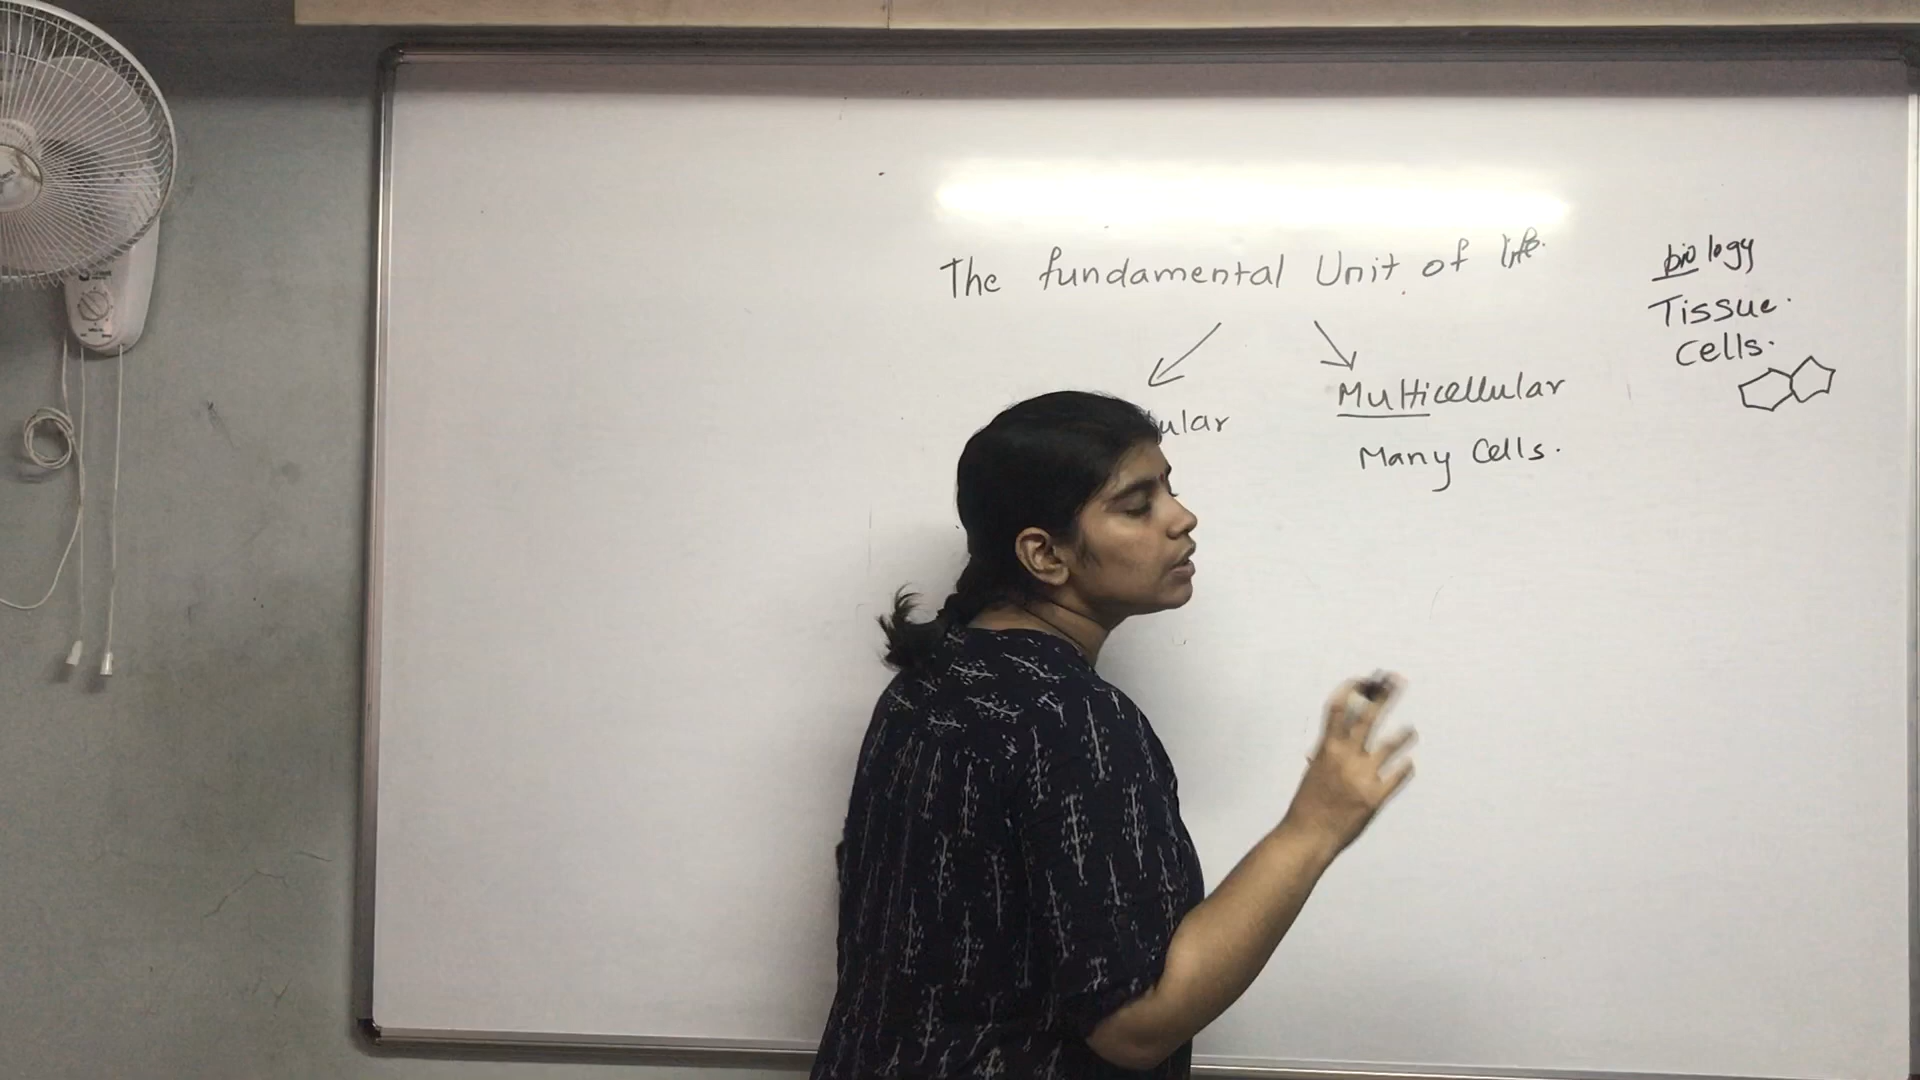 The fundamental Unit of life.
ular
Multicellular
Many Cells.
biology
Tissue.
Cells.